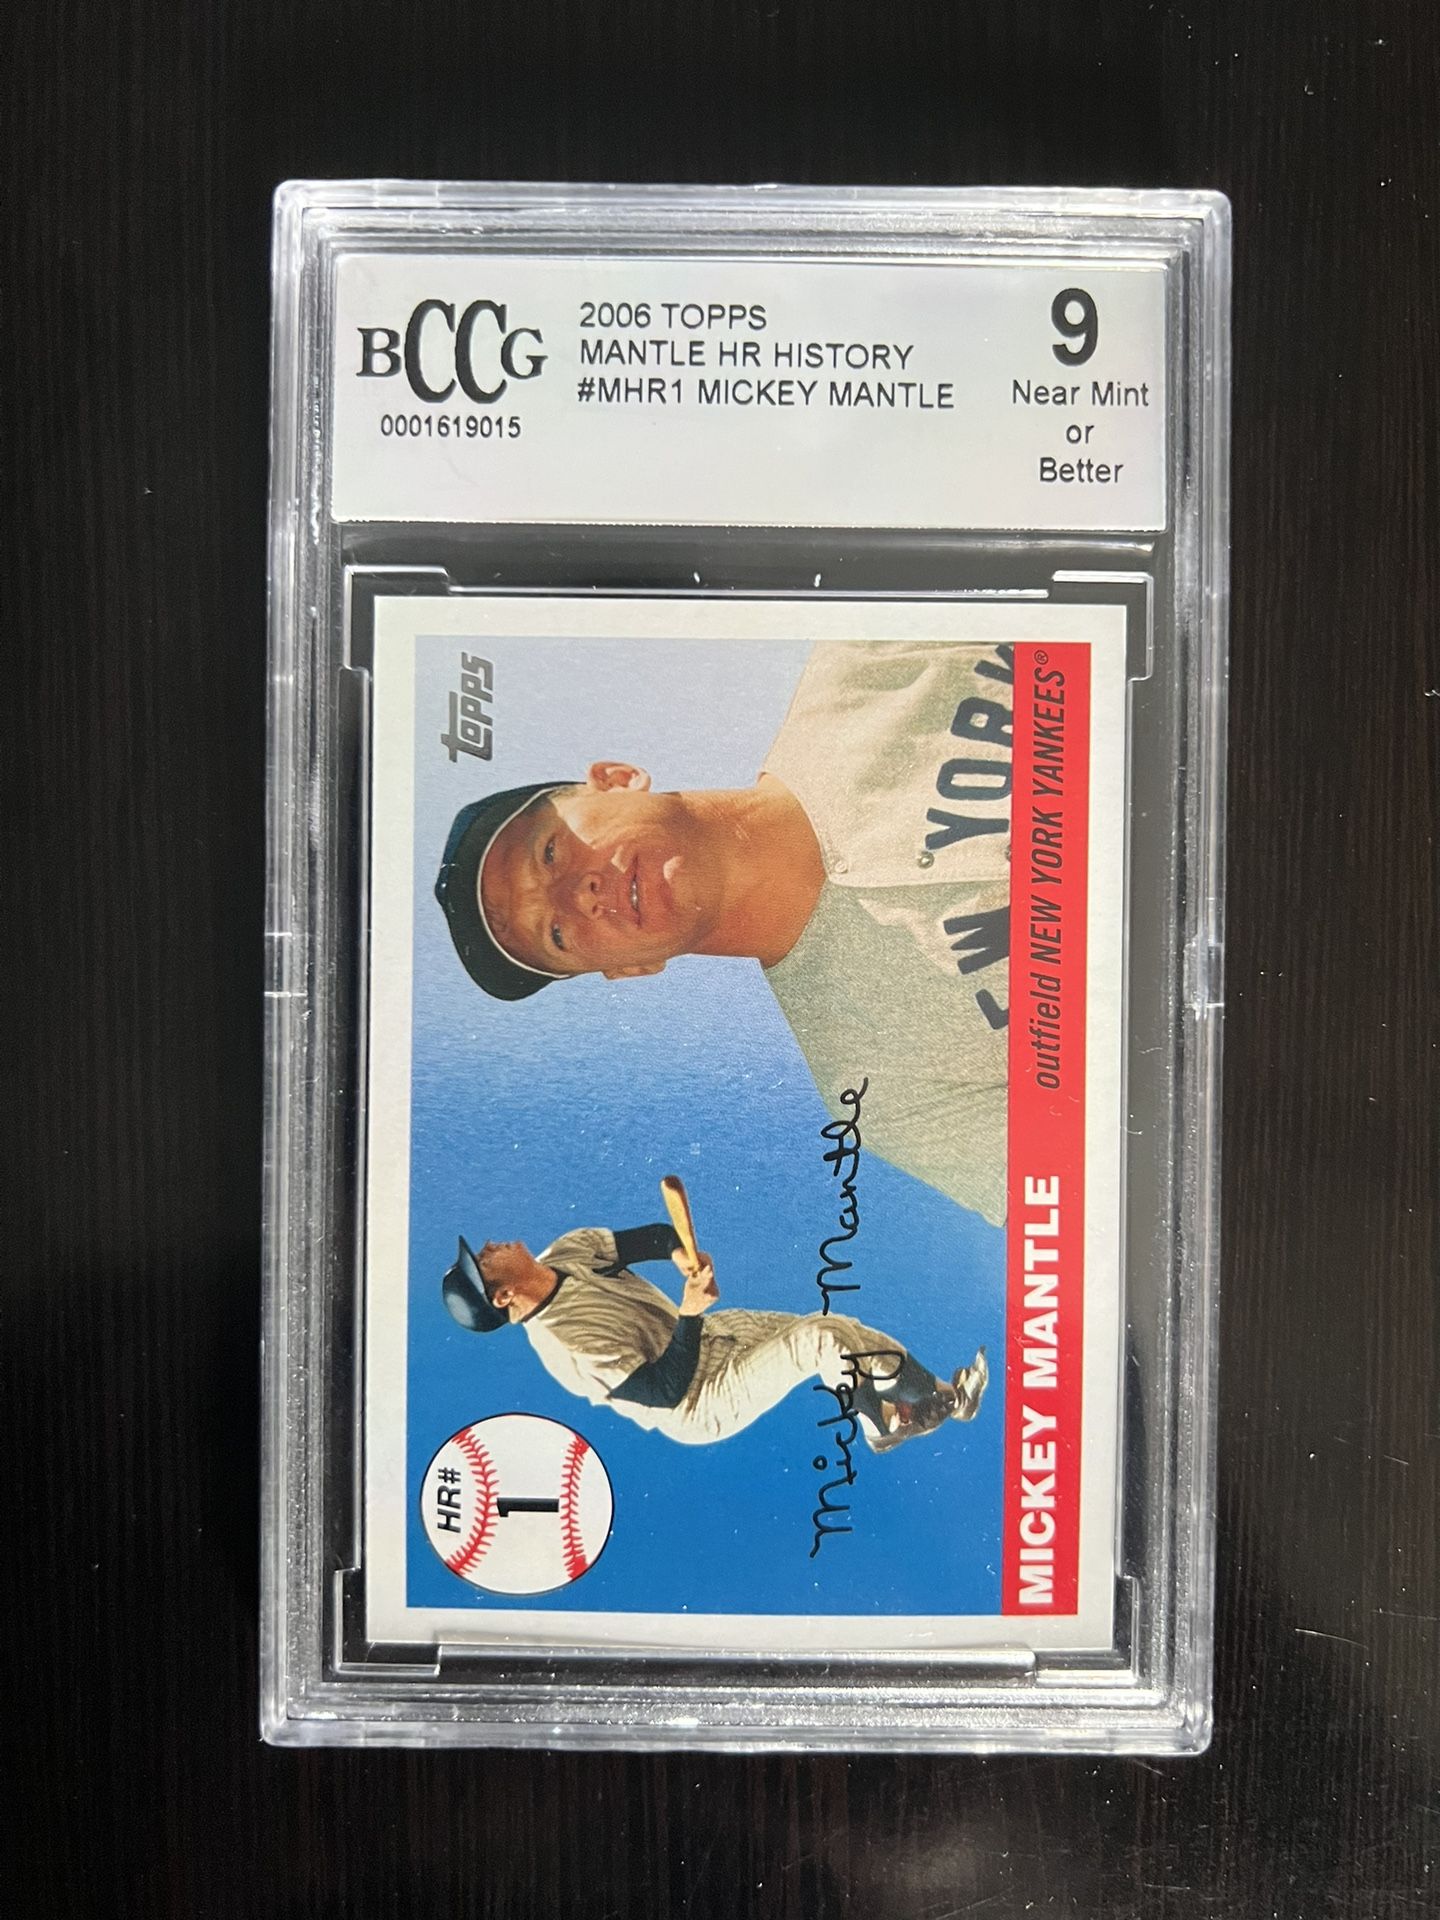 BCCG
0001619015
2006 TOPPS
MANTLE HR HISTORY
#MHR1 MICKEY MANTLE
9
Near Mint
or
Better
Topps
HR#
1
NEW YORK
Mickey Mantle
MICKEY MANTLE outfield NEW YORK YANKEES®